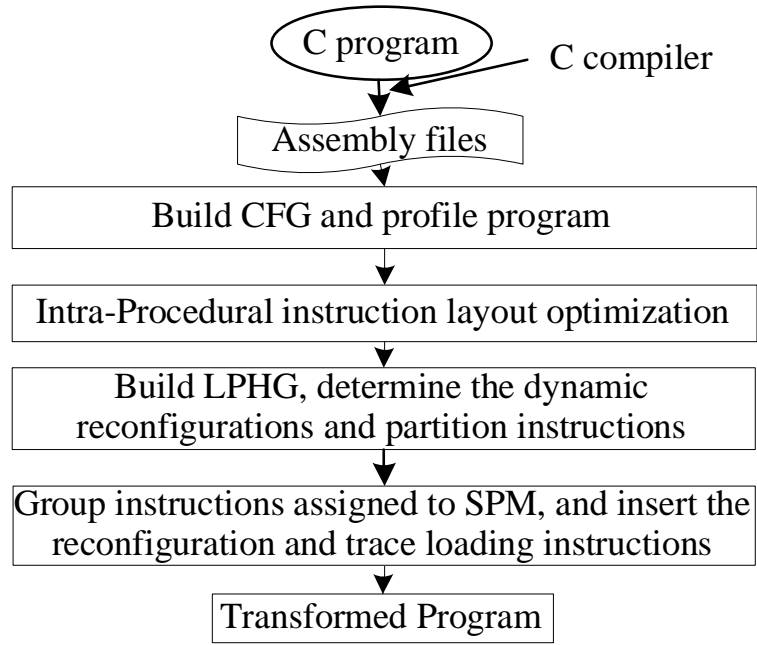 C program
C compiler
Assembly files
Build CFG and profile program
Intra-Procedural instruction layout optimization
Build LPHG, determine the dynamic
reconfigurations and partition instructions
Group instructions assigned to SPM, and insert the
reconfiguration and trace loading instructions
Transformed Program